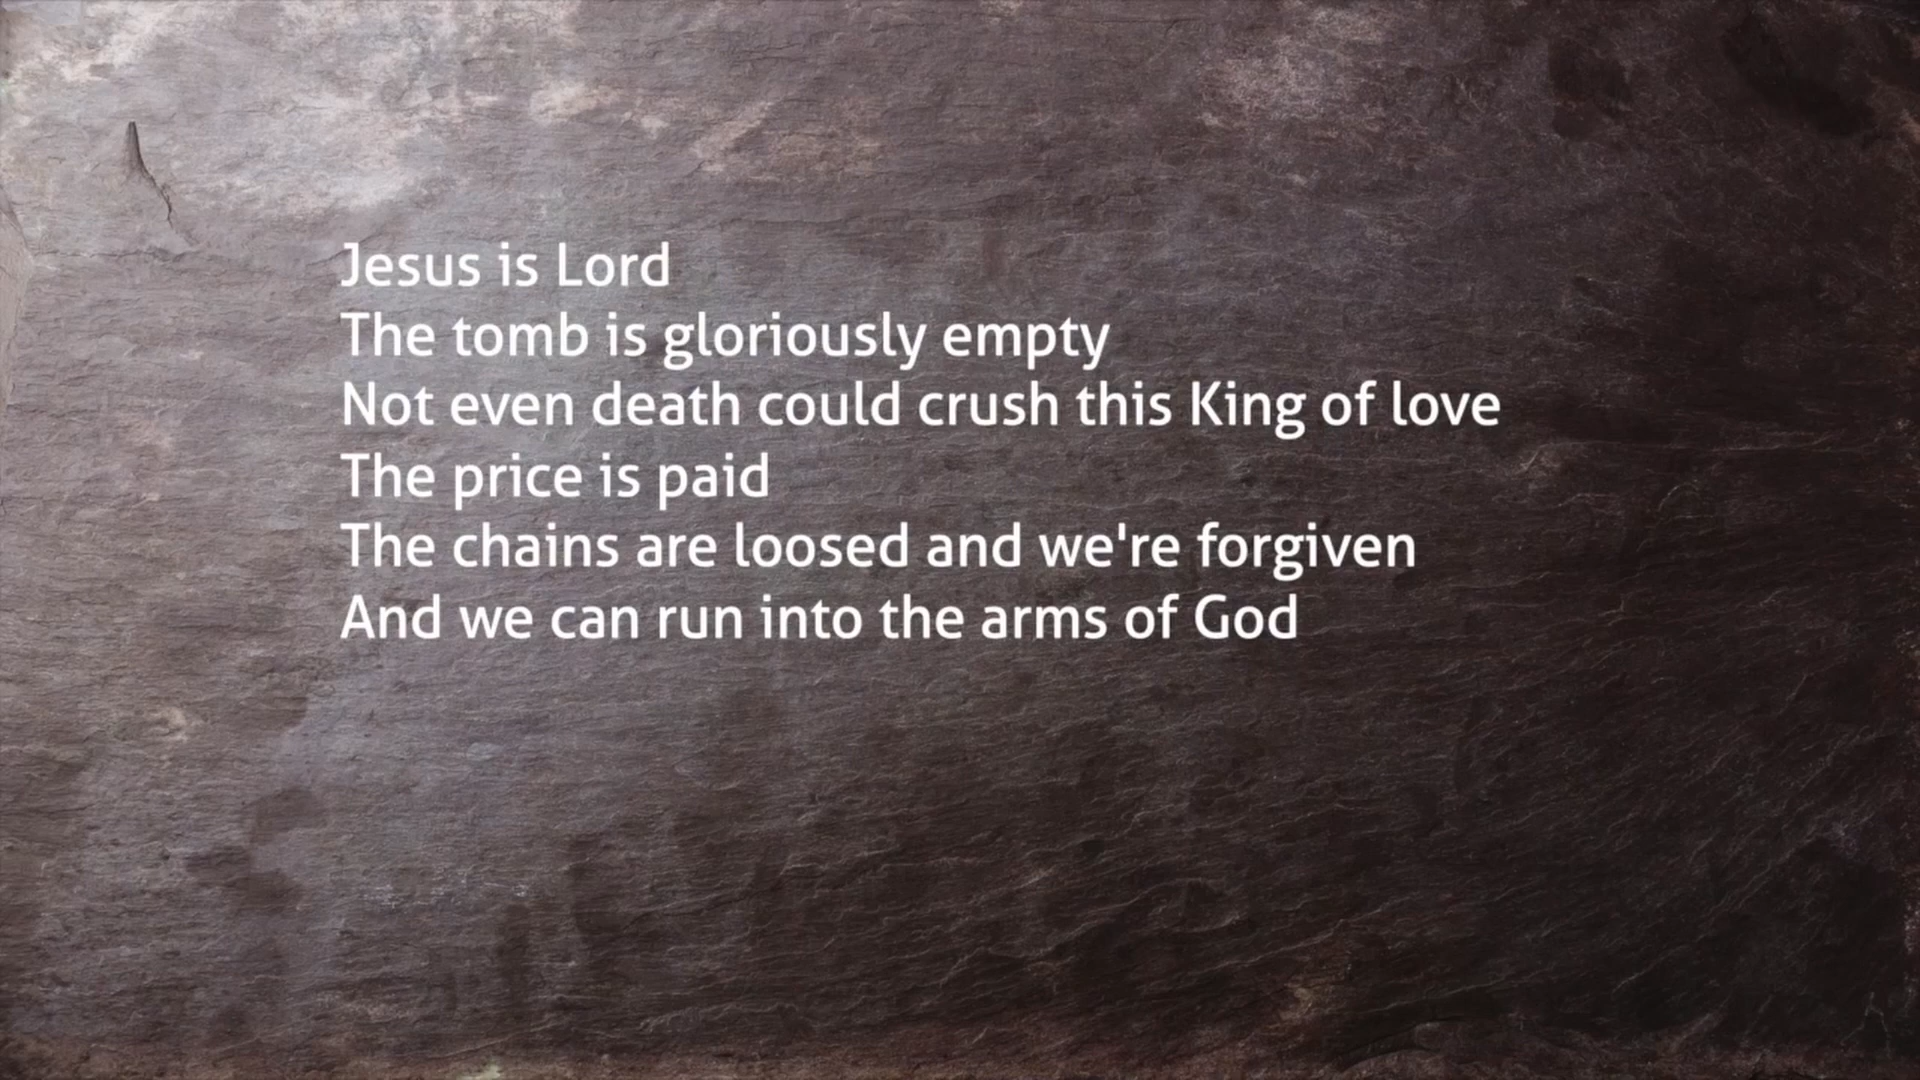 Jesus is Lord
The tomb is gloriously empty
Not even death could crush this King of love
The price is paid
The chains are loosed and we're forgiven
And we can run into the arms of God